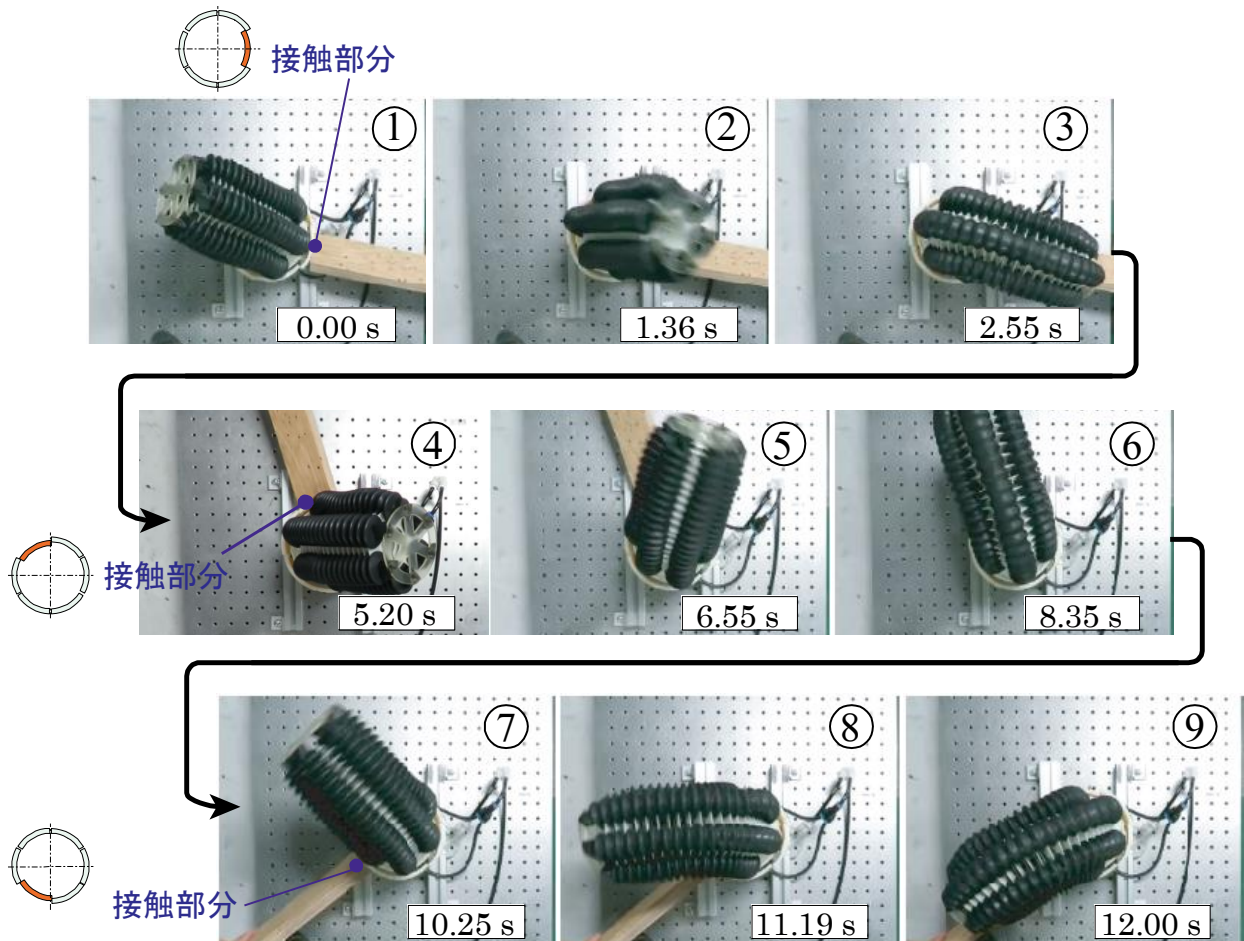 接触部分
①
②
③
0.00 s
1.36 s
2.55 s
④
⑤
⑥
接触部分
5.20 s
6.55 s
8.35 s
⑦
⑧
⑨
接触部分
10.25 s
11.19 s
12.00 s